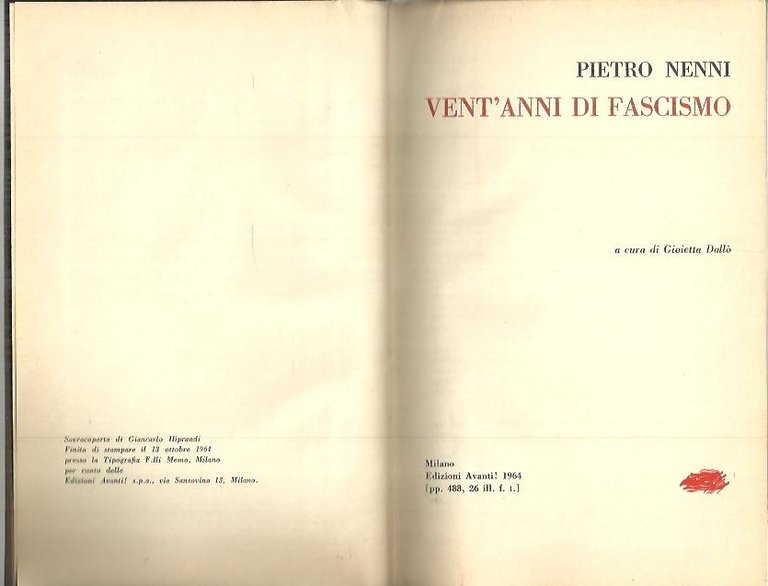 Sovracoperta di Giancarlo Iliprandi
Finito di stampare il 13 ottobre 1964
presso la Tipografia F.lli Memo, Milano
per conto delle
Edizioni Avanti! s.p.a., via Sansovino 13, Milano.
PIETRO NENNI
VENT'ANNI DI FASCISMO
a cura di Gioietta Dallò
Milano
Edizioni Avanti! 1964
[pp. 488, 26 ill. f. t.]